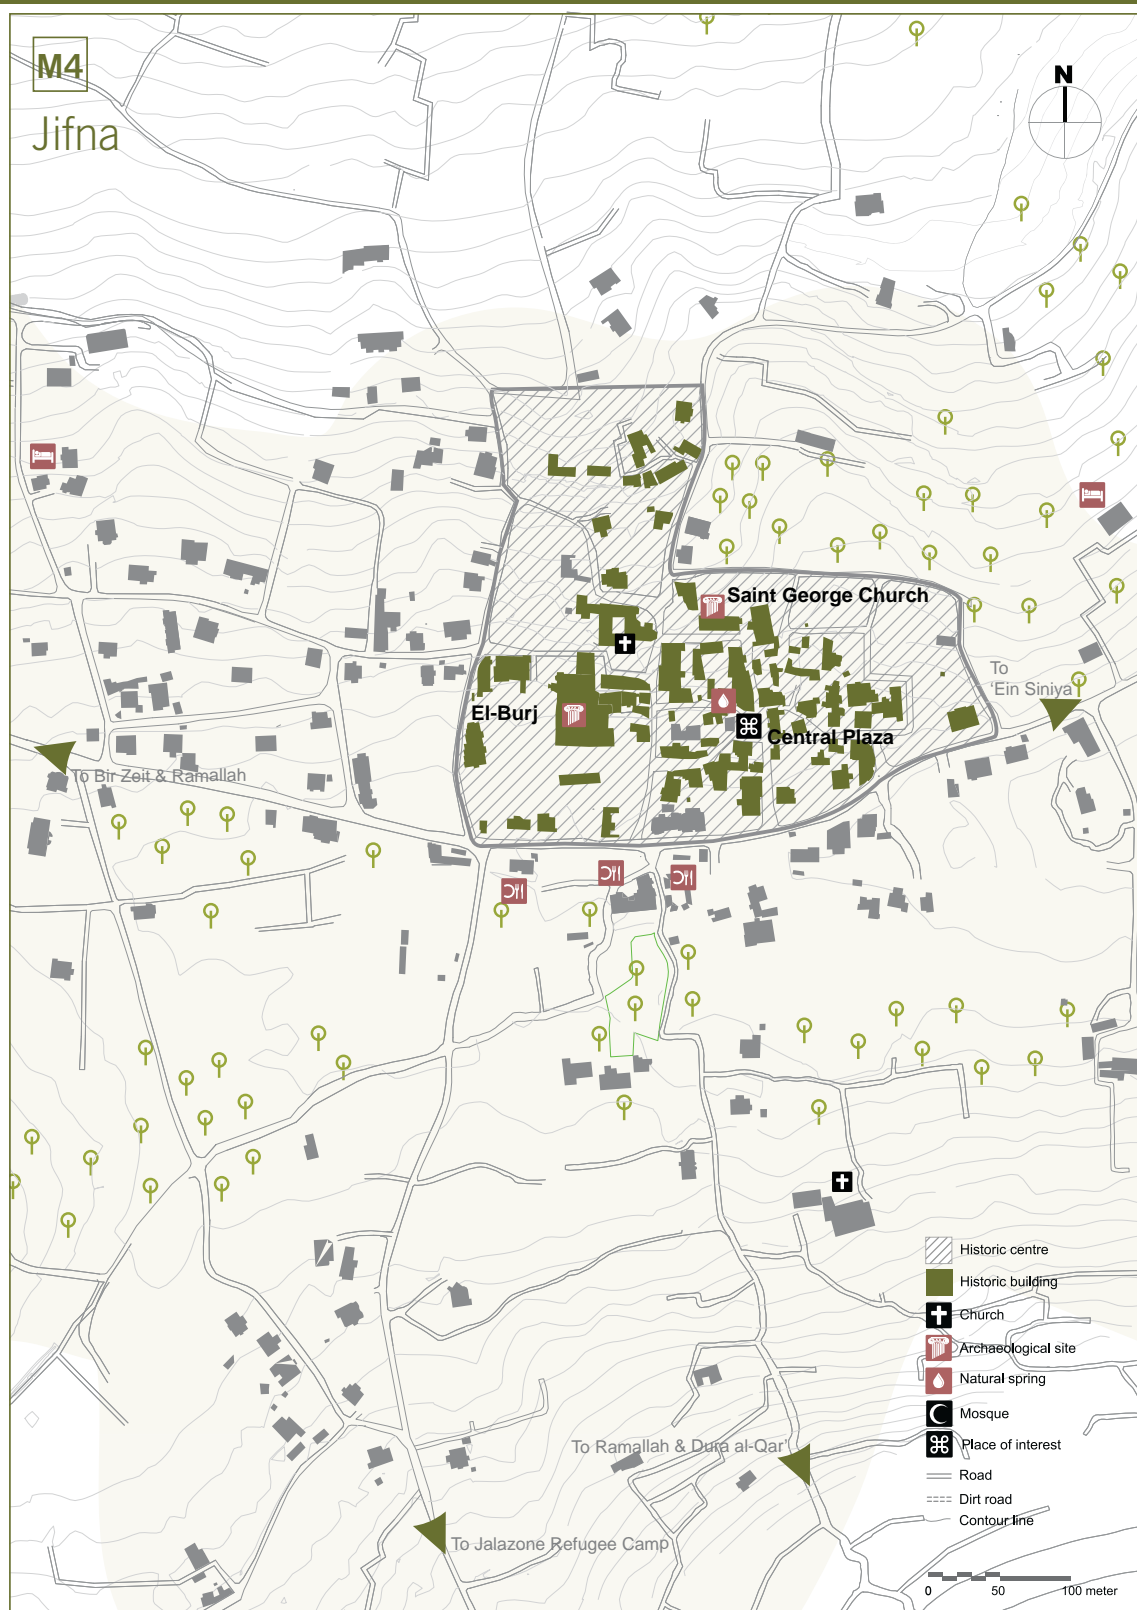 M4
Jifna
N
Saint George Church
To
'Ein Siniya
El-Burj
Central Plaza
To Bir Zeit & Ramallah
Historic centre
Historic building
Church
Archaeological site
Natural spring
Mosque
Place of interest
Road
Dirt road
Contour line
To Ramallah & Dura al-Qar'
To Jalazone Refugee Camp
0 50 100 meter